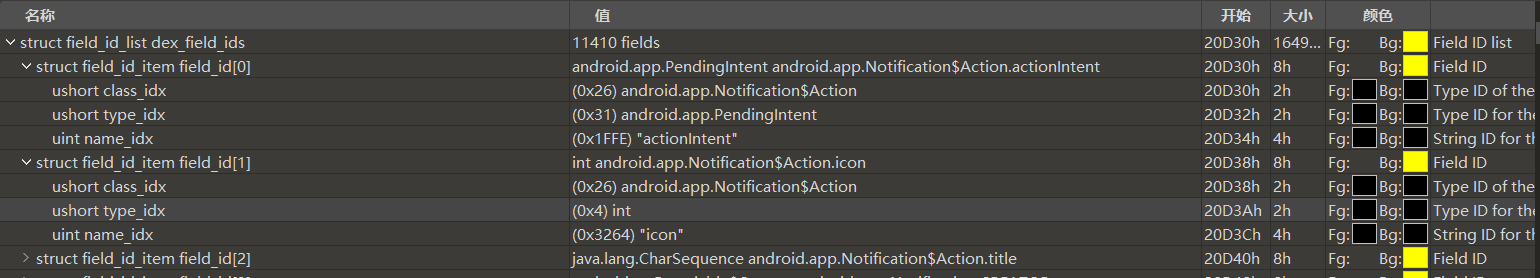 名称 值 开始 大小 颜色
struct field_id_list dex_field_ids 11410 fields 20D30h 1649... Fg: Bg: Field ID list
struct field_id_item field_id[0] android.app.PendingIntent android.app.Notification$Action.actionIntent 20D30h 8h Fg: Bg: Field ID
ushort class_idx (0x26) android.app.Notification$Action 20D30h 2h Fg: Bg: Type ID of the
ushort type_idx (0x31) android.app.PendingIntent 20D32h 2h Fg: Bg: Type ID for the
uint name_idx (0x1FFE) "actionIntent" 20D34h 4h Fg: Bg: String ID for th
struct field_id_item field_id[1] int android.app.Notification$Action.icon 20D38h 8h Fg: Bg: Field ID
ushort class_idx (0x26) android.app.Notification$Action 20D38h 2h Fg: Bg: Type ID of the
ushort type_idx (0x4) int 20D3Ah 2h Fg: Bg: Type ID for the
uint name_idx (0x3264) "icon" 20D3Ch 4h Fg: Bg: String ID for th
struct field_id_item field_id[2] java.lang.CharSequence android.app.Notification$Action.title 20D40h 8h Fg: Bg: Field ID